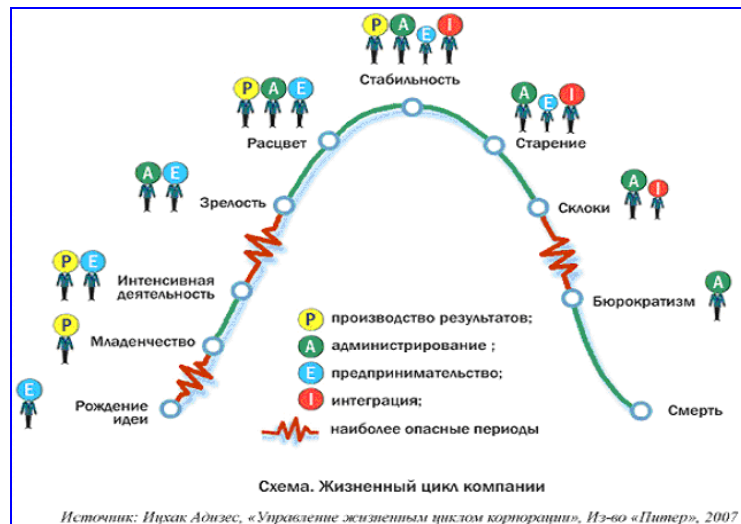 P A E I
Стабильность
P A E
Расцвет
A E I
Старение
A E
Зрелость
A I
Склоки
P E
Интенсивная
деятельность
A
Бюрократизм
P
Младенчество
E
Рождение
идеи
Смерть
P производство результатов;
A администрирование ;
E предпринимательство;
I интеграция;
наиболее опасные периоды
Схема. Жизненный цикл компании
Источник: Ицхак Адизес, «Управление жизненным циклом корпорации», Из-во «Питер», 2007